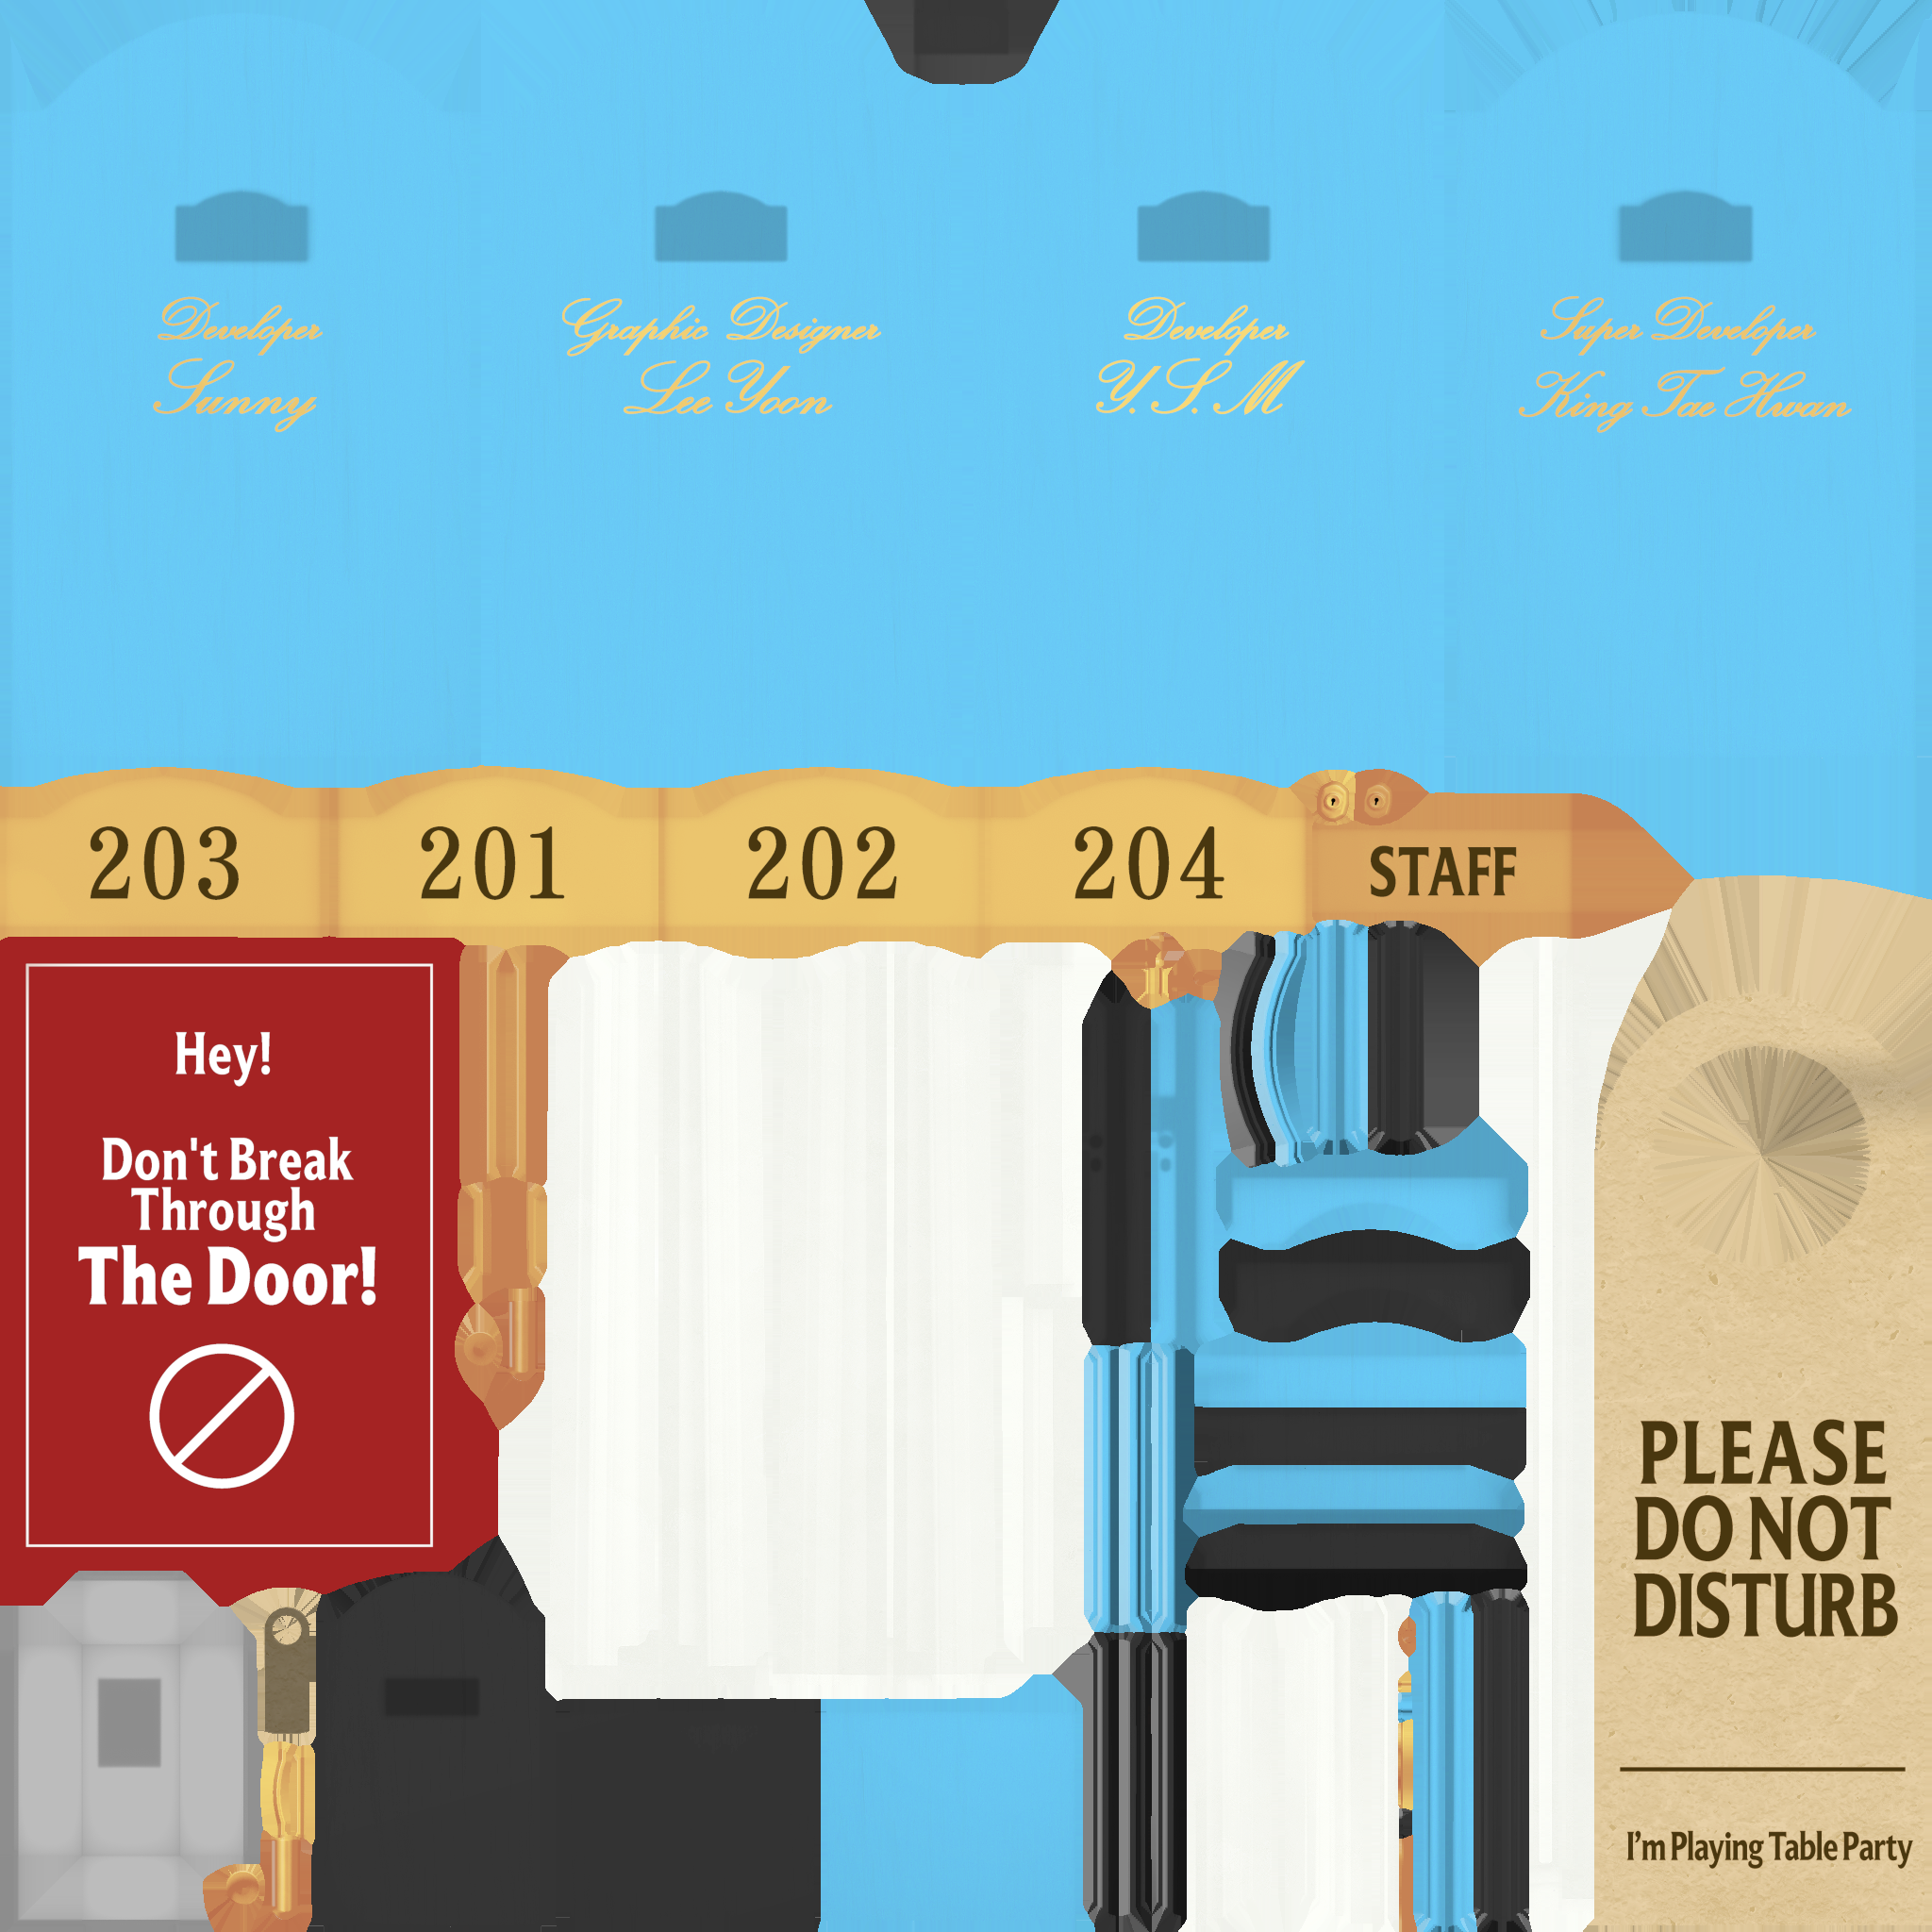 Developer
Sunny
Graphic Designer
Lee Yoon
Developer
Y.S.M
Super Developer
King Tae Hwan
203
201
202
204
STAFF
Hey!
Don't Break
Through
The Door!
PLEASE
DO NOT
DISTURB
I'm Playing Table Party